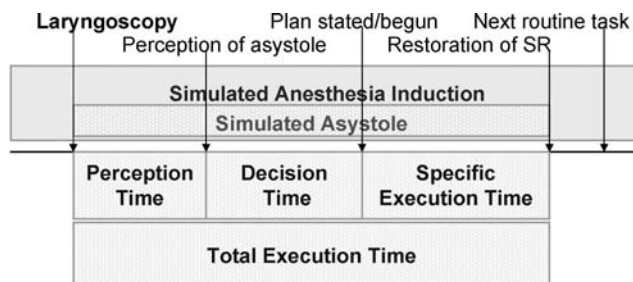 Laryngoscopy Plan stated/begun Next routine task
Perception of asystole Restoration of SR
Simulated Anesthesia Induction
Simulated Asystole
Perception Time
Decision Time
Specific Execution Time
Total Execution Time